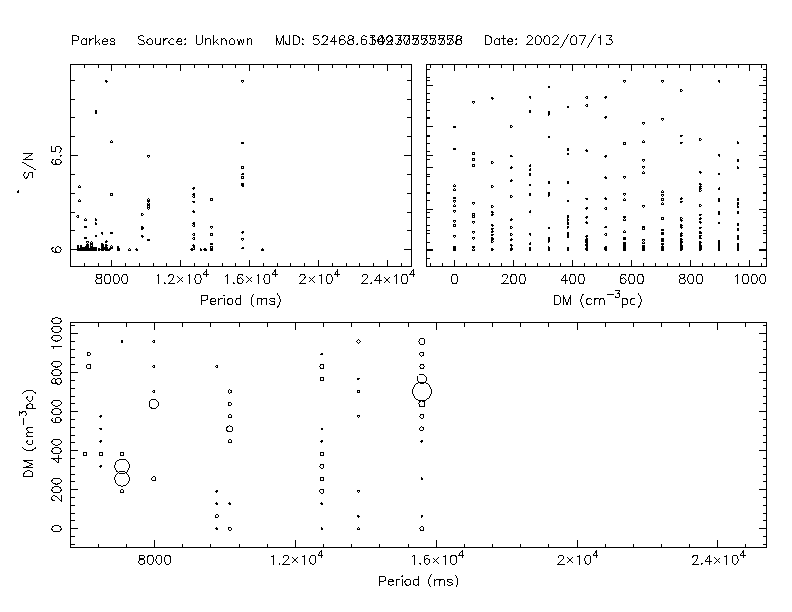 Parkes Source: Unknown MJD: Date: 2002/07/13
S/N
6.5
6
8000 1.2×10⁴ 1.6×10⁴ 2×10⁴ 2.4×10⁴
Period (ms)
0 200 400 600 800 1000
DM (cm⁻³pc)
DM (cm⁻³pc)
1000
800
600
400
200
0
8000 1.2×10⁴ 1.6×10⁴ 2×10⁴ 2.4×10⁴
Period (ms)